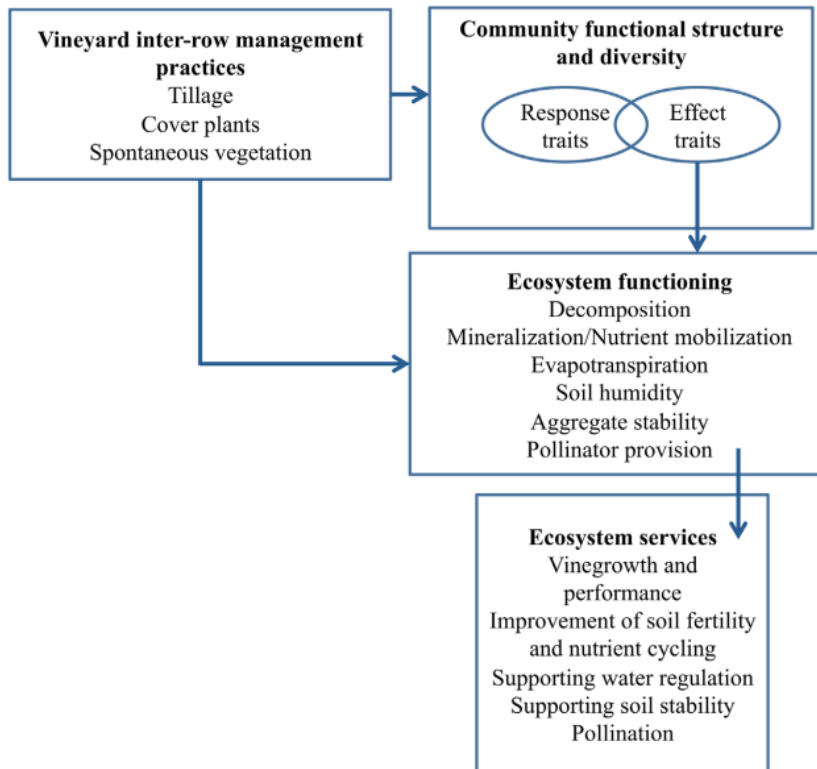 Vineyard inter-row management
practices
Tillage
Cover plants
Spontaneous vegetation
Community functional structure
and diversity
Response
traits
Effect
traits
Ecosystem functioning
Decomposition
Mineralization/Nutrient mobilization
Evapotranspiration
Soil humidity
Aggregate stability
Pollinator provision
Ecosystem services
Vinegrowth and
performance
Improvement of soil fertility
and nutrient cycling
Supporting water regulation
Supporting soil stability
Pollination